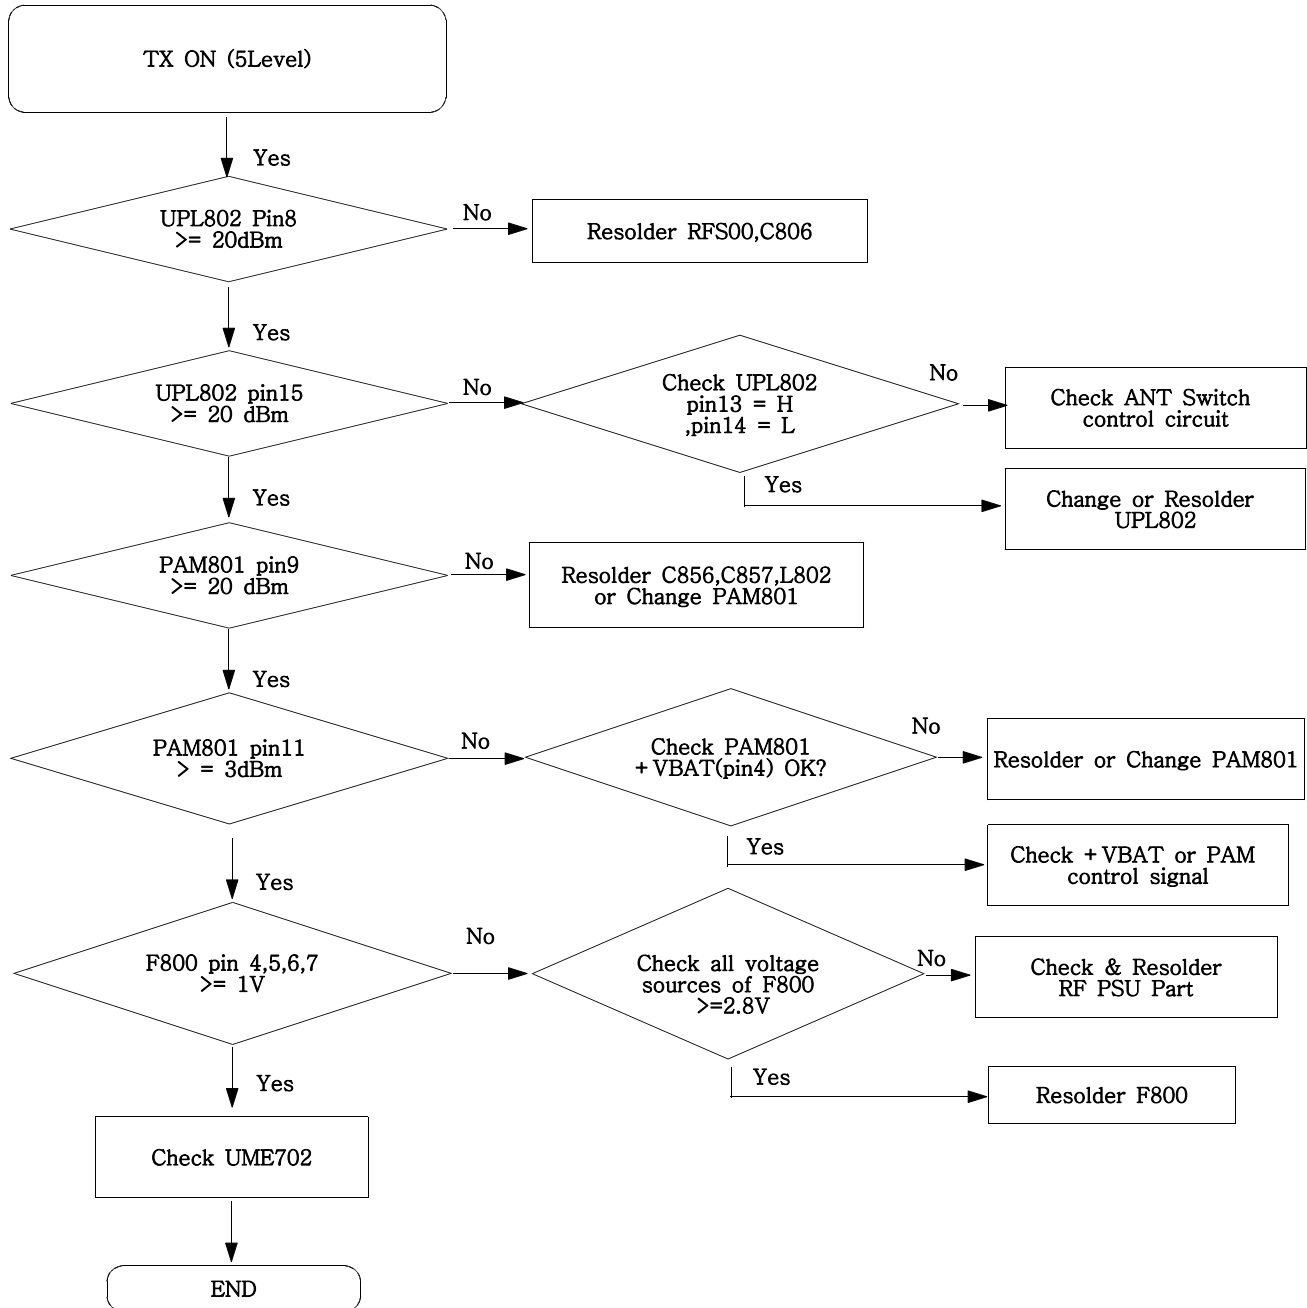 TX ON (5Level)
Yes
UPL802 Pin8
>= 20dBm
No
Resolder RFS00,C806
Yes
UPL802 pin15
>= 20 dBm
No
Check UPL802
pin13 = H
,pin14 = L
No
Check ANT Switch
control circuit
Yes
Change or Resolder
UPL802
Yes
PAM801 pin9
>= 20 dBm
No
Resolder C856,C857,L802
or Change PAM801
Yes
PAM801 pin11
> = 3dBm
No
Check PAM801
+VBAT(pin4) OK?
No
Resolder or Change PAM801
Yes
Check +VBAT or PAM
control signal
Yes
F800 pin 4,5,6,7
>= 1V
No
Check all voltage
sources of F800
>=2.8V
No
Check & Resolder
RF PSU Part
Yes
Resolder F800
Yes
Check UME702
END